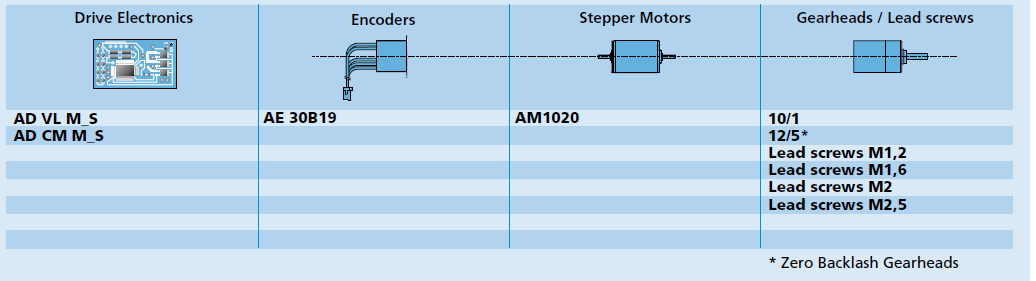 Drive Electronics Encoders Stepper Motors Gearheads / Lead screws
AD VL M_S AE 30B19 AM1020 10/1
AD CM M_S 12/5*
Lead screws M1,2
Lead screws M1,6
Lead screws M2
Lead screws M2,5
* Zero Backlash Gearheads